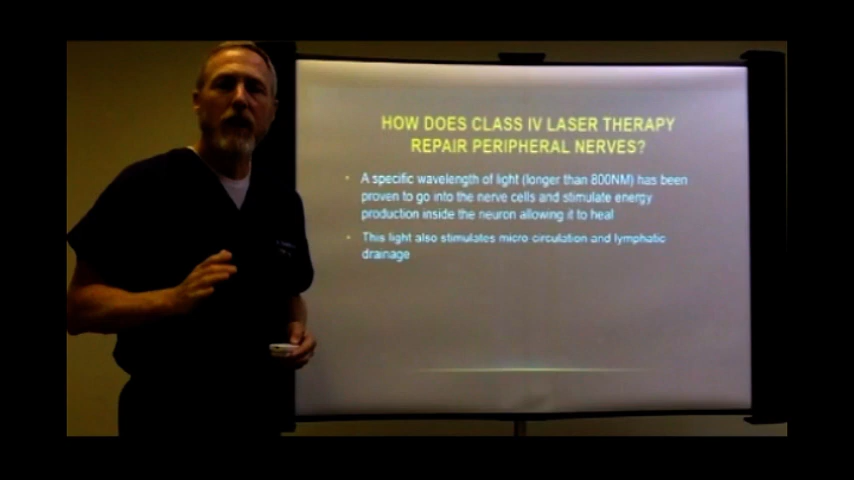 HOW DOES CLASS IV LASER THERAPY
REPAIR PERIPHERAL NERVES?
• A specific wavelength of light (longer than 800NM) has been
proven to go into the nerve cells and stimulate energy
production inside the neuron allowing it to heal
• This light also stimulates micro circulation and lymphatic
drainage